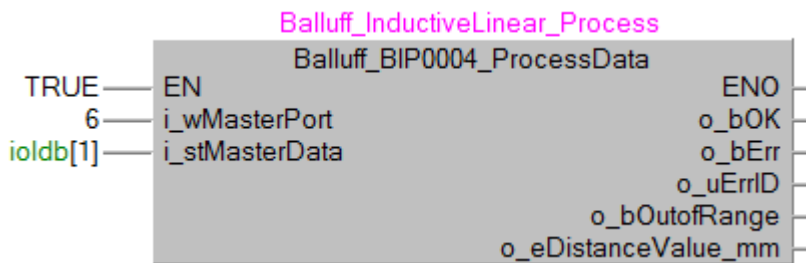 Balluff_InductiveLinear_Process
Balluff_BIP0004_ProcessData
TRUE EN ENO
6 i_wMasterPort o_bOK
ioldb[1] i_stMasterData o_bErr
o_uErrID
o_bOutofRange
o_eDistanceValue_mm